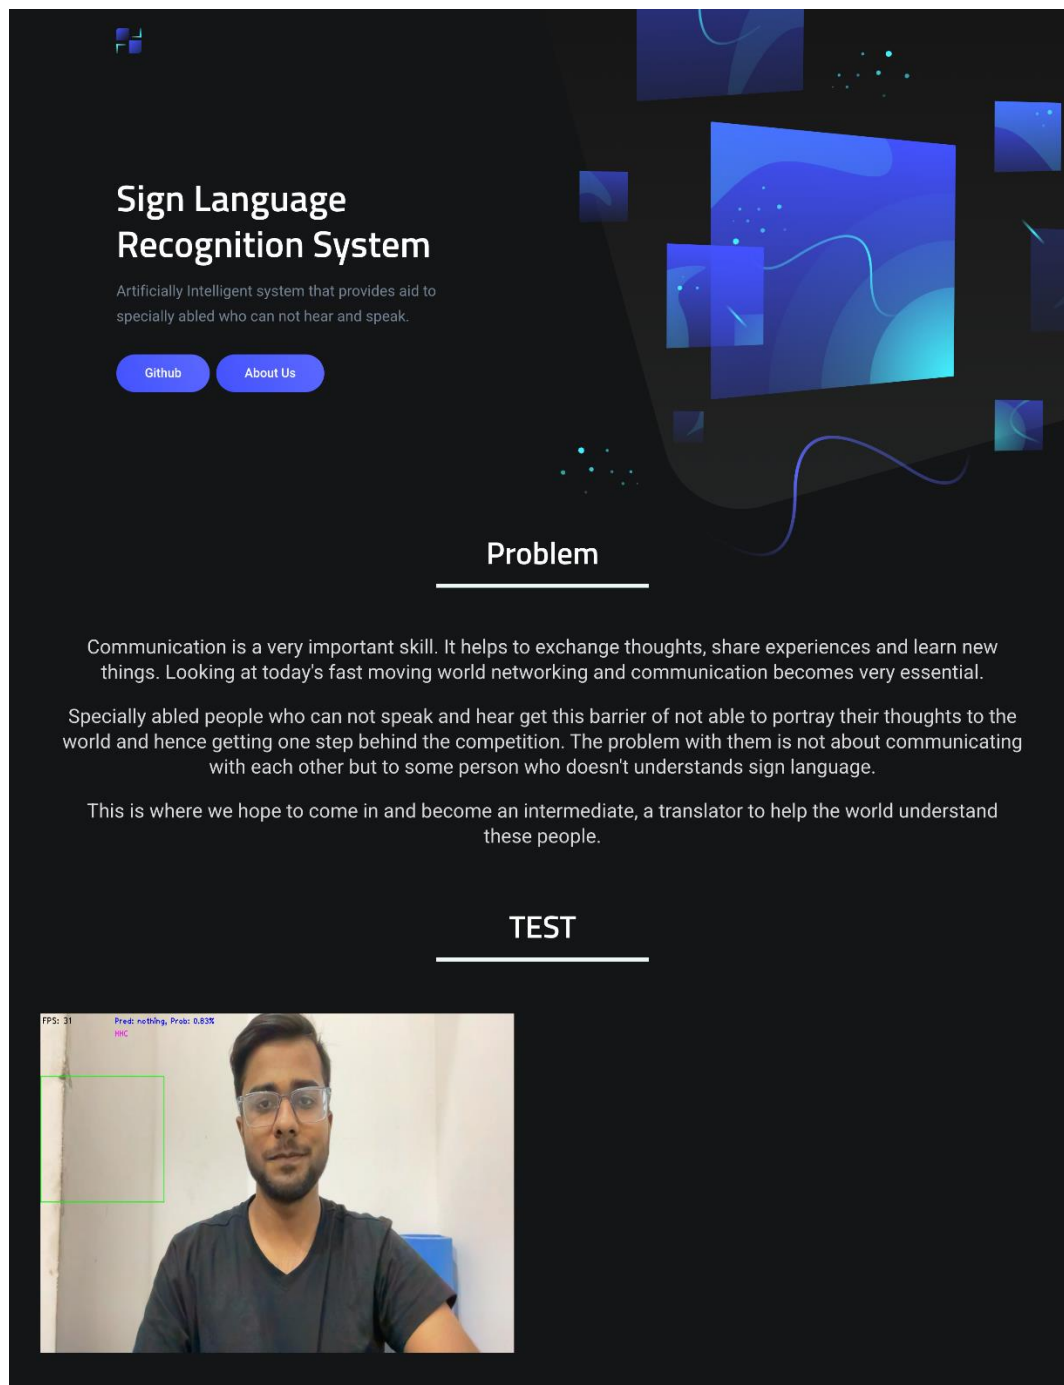 Sign Language
Recognition System
Artificially Intelligent system that provides aid to
specially abled who can not hear and speak.
Github About Us
Problem
Communication is a very important skill. It helps to exchange thoughts, share experiences and learn new
things. Looking at today's fast moving world networking and communication becomes very essential.
Specially abled people who can not speak and hear get this barrier of not able to portray their thoughts to the
world and hence getting one step behind the competition. The problem with them is not about communicating
with each other but to some person who doesn't understands sign language.
This is where we hope to come in and become an intermediate, a translator to help the world understand
these people.
TEST
FPS: 31 Pred: nothing, Prob: 0.83%
HHC